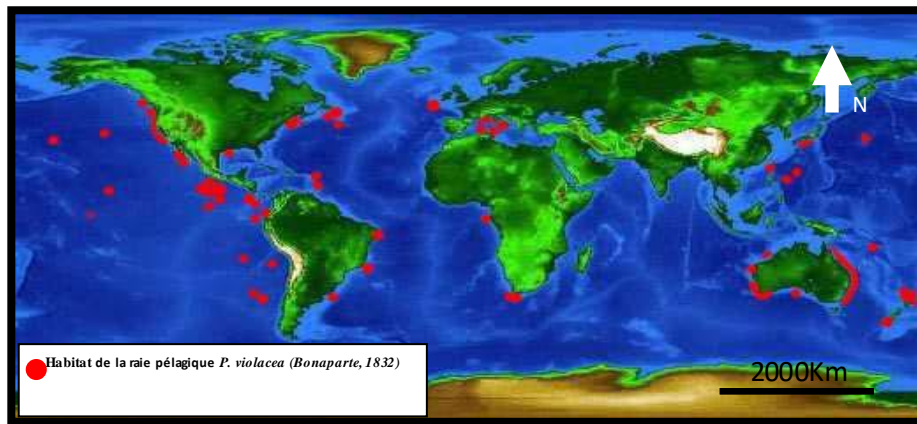 N
Habitat de la raie pélagique P. violacea (Bonaparte, 1832)
2000Km